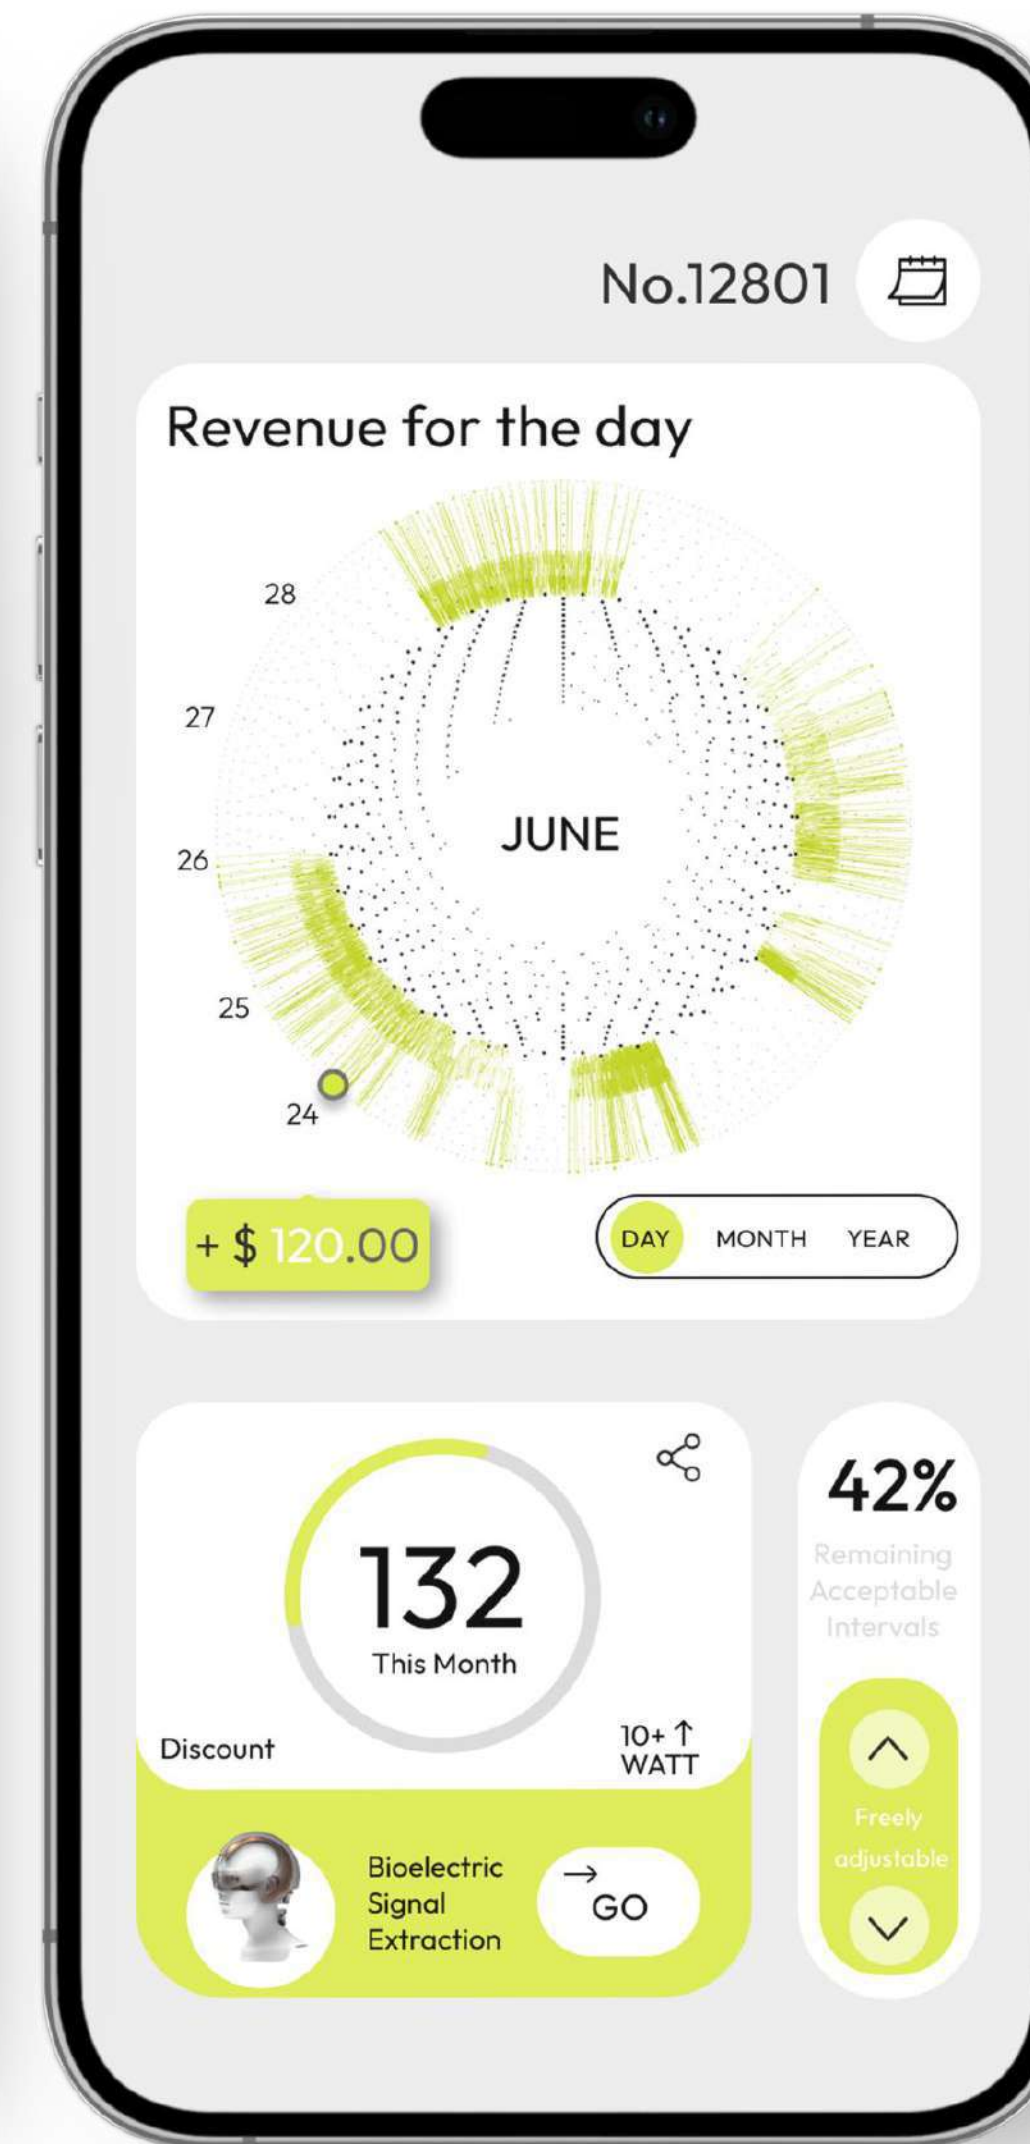 No.12801
Revenue for the day
28
27
JUNE
26
25
24
+ $ 120.00
DAY MONTH YEAR
132
This Month
Discount
10+ ↑
WATT
Bioelectric
Signal
Extraction
→
GO
42%
Remaining
Acceptable
Intervals
Freely
adjustable